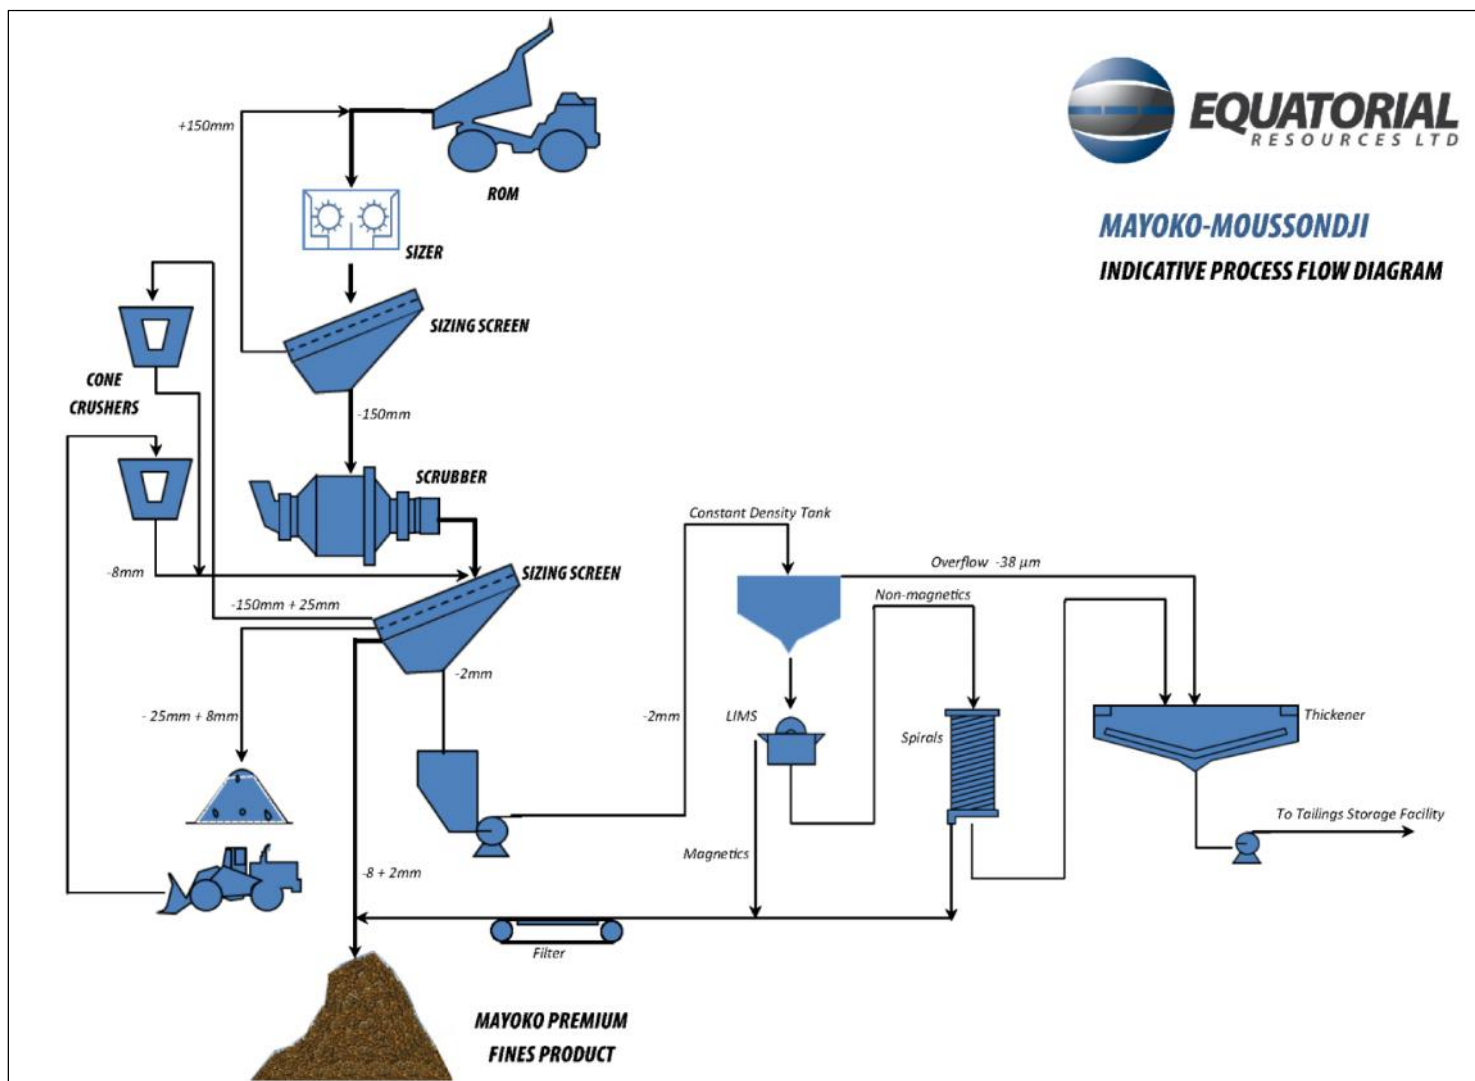 EQUATORIAL
RESOURCES LTD
MAYOKO-MOUSSONDJI
INDICATIVE PROCESS FLOW DIAGRAM
+150mm
ROM
SIZER
SIZING SCREEN
CONE
CRUSHERS
-150mm
SCRUBBER
Constant Density Tank
-8mm
SIZING SCREEN
Overflow -38 µm
-150mm + 25mm
Non-magnetics
-2mm
- 25mm + 8mm
-2mm
LIMS
Spirals
Thickener
To Tailings Storage Facility
Magnetics
-8 + 2mm
Filter
MAYOKO PREMIUM
FINES PRODUCT